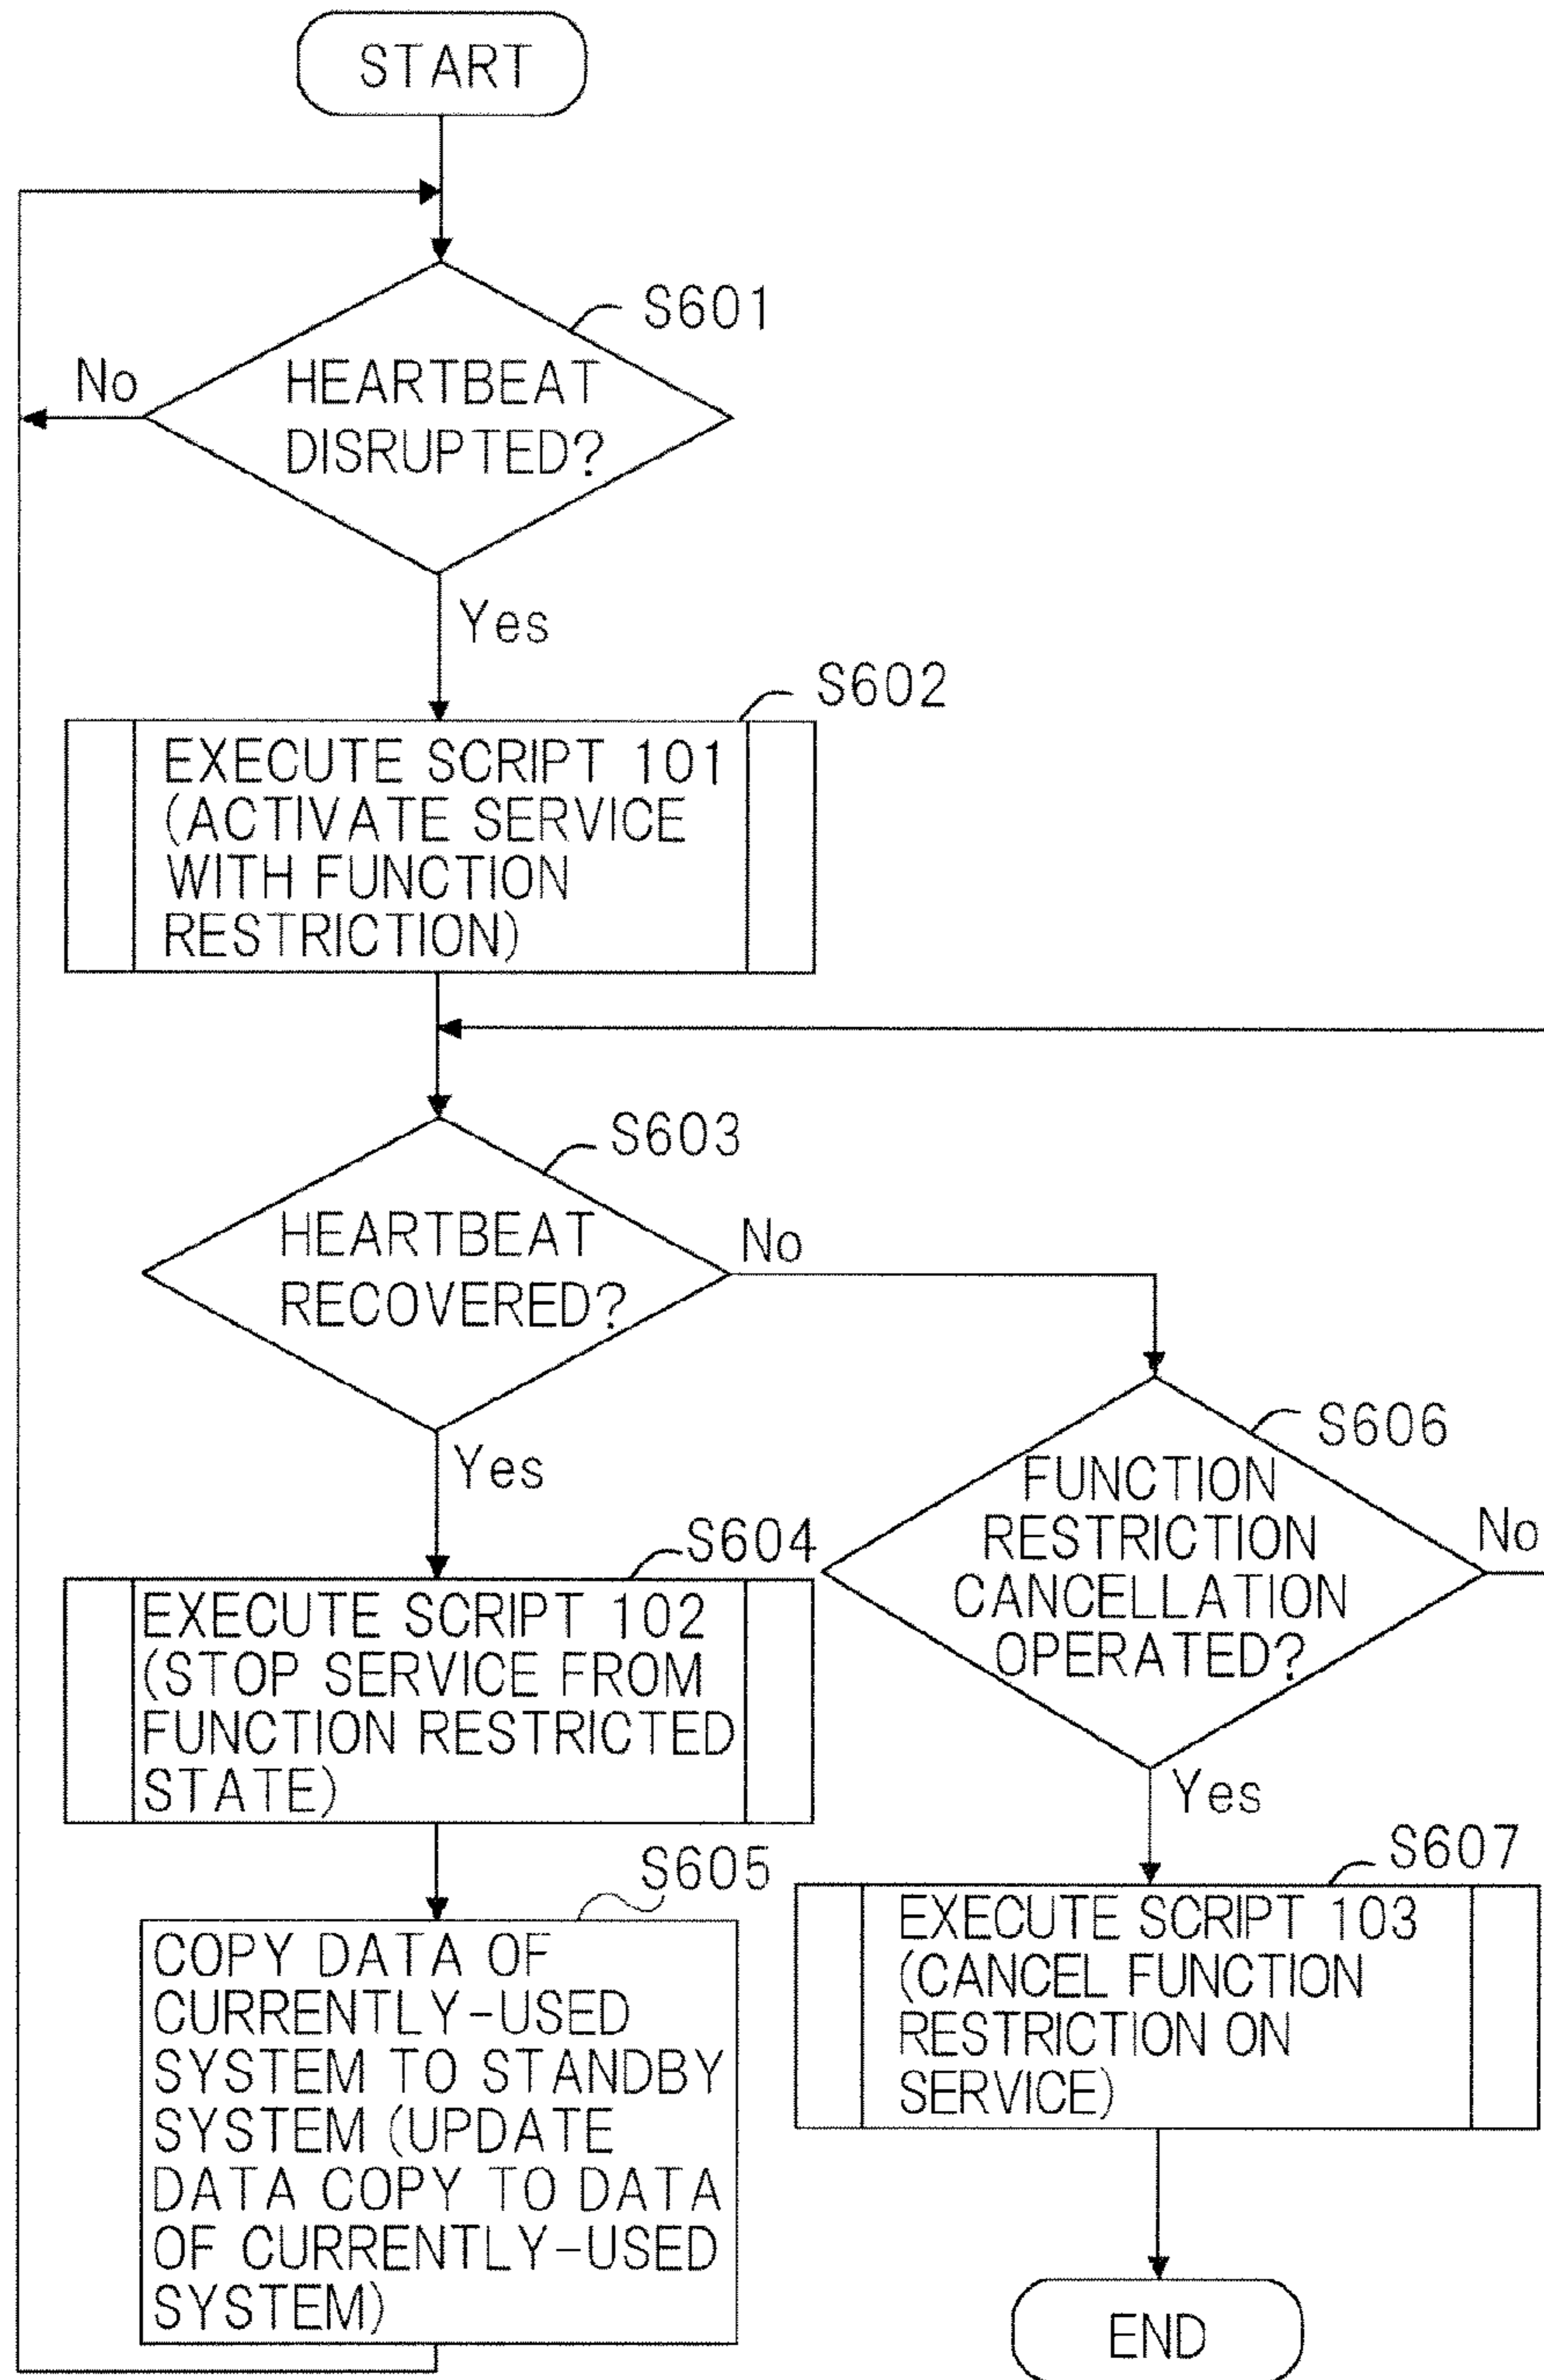 START
S601
No
HEARTBEAT
DISRUPTED?
Yes
S602
EXECUTE SCRIPT 101
(ACTIVATE SERVICE
WITH FUNCTION
RESTRICTION)
S603
HEARTBEAT
RECOVERED?
No
Yes
S606
FUNCTION
RESTRICTION
CANCELLATION
OPERATED?
No
Yes
S604
EXECUTE SCRIPT 102
(STOP SERVICE FROM
FUNCTION RESTRICTED
STATE)
S605
COPY DATA OF
CURRENTLY-USED
SYSTEM TO STANDBY
SYSTEM (UPDATE
DATA COPY TO DATA
OF CURRENTLY-USED
SYSTEM)
S607
EXECUTE SCRIPT 103
(CANCEL FUNCTION
RESTRICTION ON
SERVICE)
END